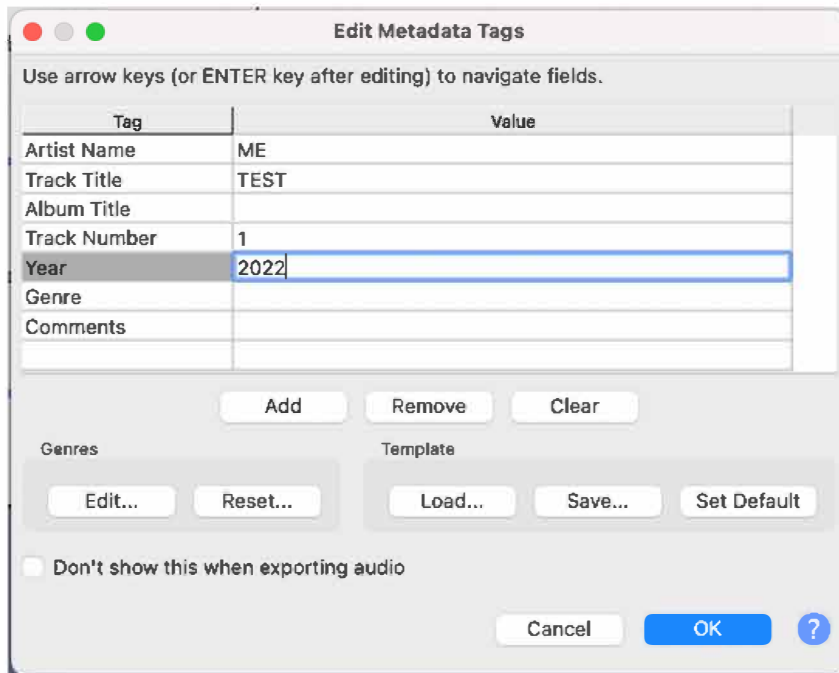 Edit Metadata Tags
Use arrow keys (or ENTER key after editing) to navigate fields.
Tag Value
Artist Name ME
Track Title TEST
Album Title
Track Number 1
Year 2022
Genre
Comments
Add Remove Clear
Genres Template
Edit... Reset... Load... Save... Set Default
Don't show this when exporting audio
Cancel OK ?